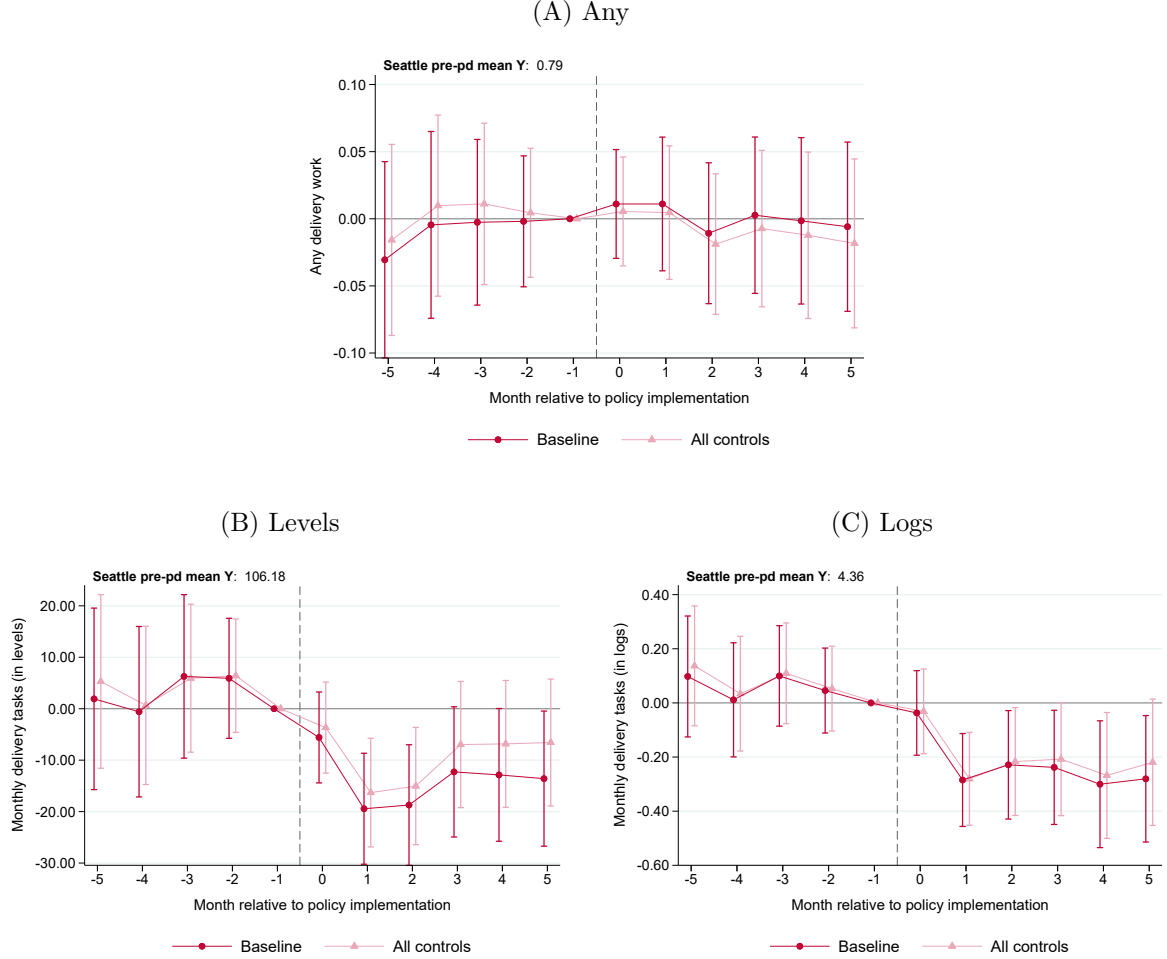 (A) Any
Seattle pre-pd mean Y: 0.79
0.10
0.05
0.00
-0.05
-0.10
Any delivery work
-5 -4 -3 -2 -1 0 1 2 3 4 5
Month relative to policy implementation
Baseline All controls
(B) Levels
Seattle pre-pd mean Y: 106.18
20.00
10.00
0.00
-10.00
-20.00
-30.00
Monthly delivery tasks (in levels)
-5 -4 -3 -2 -1 0 1 2 3 4 5
Month relative to policy implementation
Baseline All controls
(C) Logs
Seattle pre-pd mean Y: 4.36
0.40
0.20
0.00
-0.20
-0.40
-0.60
Monthly delivery tasks (in logs)
-5 -4 -3 -2 -1 0 1 2 3 4 5
Month relative to policy implementation
Baseline All controls